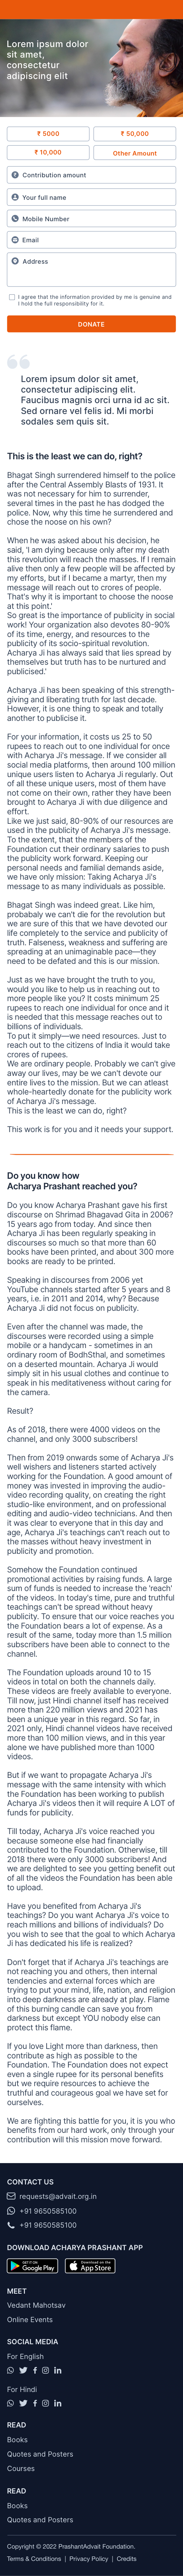 Lorem ipsum dolor
sit amet,
consectetur
adipiscing elit
₹ 5000
₹ 50,000
₹ 10,000
Other Amount
Contribution amount
Your full name
Mobile Number
Email
Address
I agree that the information provided by me is genuine and
I hold the full responsibility for it.
DONATE
Lorem ipsum dolor sit amet,
consectetur adipiscing elit.
Faucibus magnis orci urna id ac sit.
Sed ornare vel felis id. Mi morbi
sodales sem quis sit.
This is the least we can do, right?
Bhagat Singh surrendered himself to the police
after the Central Assembly Blasts of 1931. It
was not necessary for him to surrender,
several times in the past he has dodged the
police. Now, why this time he surrendered and
chose the noose on his own?
When he was asked about his decision, he
said, 'I am dying because only after my death
this revolution will reach the masses. If I remain
alive then only a few people will be affected by
my efforts, but if I became a martyr, then my
message will reach out to crores of people.
That's why it is important to choose the noose
at this point.'
So great is the importance of publicity in social
work! Your organization also devotes 80-90%
of its time, energy, and resources to the
publicity of its socio-spiritual revolution.
Acharya Ji has always said that lies spread by
themselves but truth has to be nurtured and
publicised.'
Acharya Ji has been speaking of this strength-
giving and liberating truth for last decade.
However, it is one thing to speak and totally
another to publicise it.
For your information, it costs us 25 to 50
rupees to reach out to one individual for once
with Acharya Ji's message. If we consider all
social media platforms, then around 100 million
unique users listen to Acharya Ji regularly. Out
of all these unique users, most of them have
not come on their own, rather they have been
brought to Acharya Ji with due diligence and
effort.
Like we just said, 80-90% of our resources are
used in the publicity of Acharya Ji's message.
To the extent, that the members of the
Foundation cut their ordinary salaries to push
the publicity work forward. Keeping our
personal needs and familial demands aside,
we have only mission: Taking Acharya Ji's
message to as many individuals as possible.
Bhagat Singh was indeed great. Like him,
probabaly we can't die for the revolution but
we are sure of this that we have devoted our
life completely to the service and publicity of
truth. Falseness, weakness and suffering are
spreading at an unimaginable pace—they
need to be defated and this is our mission.
Just as we have brought the truth to you,
would you like to help us in reaching out to
more people like you? It costs minimum 25
rupees to reach one individual for once and it
is needed that this message reaches out to
billions of individuals.
To put it simply—we need resources. Just to
reach out to the citizens of India it would take
crores of rupees.
We are ordinary people. Probably we can't give
away our lives, may be we can't devote our
entire lives to the mission. But we can atleast
whole-heartedly donate for the publicity work
of Acharya Ji's message.
This is the least we can do, right?
This work is for you and it needs your support.
Do you know how
Acharya Prashant reached you?
Do you know Acharya Prashant gave his first
discourse on Shrimad Bhagavad Gita in 2006?
15 years ago from today. And since then
Acharya Ji has been regularly speaking in
discourses so much so that more than 60
books have been printed, and about 300 more
books are ready to be printed.
Speaking in discourses from 2006 yet
YouTube channels started after 5 years and 8
years, i.e. in 2011 and 2014, why? Because
Acharya Ji did not focus on publicity.
Even after the channel was made, the
discourses were recorded using a simple
mobile or a handycam - sometimes in an
ordinary room of BodhSthal, and sometimes
on a deserted mountain. Acharya Ji would
simply sit in his usual clothes and continue to
speak in his meditativeness without caring for
the camera.
Result?
As of 2018, there were 4000 videos on the
channel, and only 3000 subscribers!
Then from 2019 onwards some of Acharya Ji's
well wishers and listeners started actively
working for the Foundation. A good amount of
money was invested in improving the audio-
video recording quality, on creating the right
studio-like environment, and on professional
editing and audio-video technicians. And then
it was clear to everyone that in this day and
age, Acharya Ji's teachings can't reach out to
the masses without heavy investment in
publicity and promotion.
Somehow the Foundation continued
promotional activities by raising funds. A large
sum of funds is needed to increase the 'reach'
of the videos. In today's time, pure and truthful
teachings can't be spread without heavy
publicity. To ensure that our voice reaches you
the Foundation bears a lot of expense. As a
result of the same, today more than 1.5 million
subscribers have been able to connect to the
channel.
The Foundation uploads around 10 to 15
videos in total on both the channels daily.
These videos are freely available to everyone.
Till now, just Hindi channel itself has received
more than 220 million views and 2021 has
been a unique year in this regard. So far, in
2021 only, Hindi channel videos have received
more than 100 million views, and in this year
alone we have published more than 1000
videos.
But if we want to propagate Acharya Ji's
message with the same intensity with which
the Foundation has been working to publish
Acharya Ji's videos then it will require A LOT of
funds for publicity.
Till today, Acharya Ji's voice reached you
because someone else had financially
contributed to the Foundation. Otherwise, till
2018 there were only 3000 subscribers! And
we are delighted to see you getting benefit out
of all the videos the Foundation has been able
to upload.
Have you benefited from Acharya Ji's
teachings? Do you want Acharya Ji's voice to
reach millions and billions of individuals? Do
you wish to see that the goal to which Acharya
Ji has dedicated his life is realized?
Don't forget that if Acharya Ji's teachings are
not reaching you and others, then internal
tendencies and external forces which are
trying to put your mind, life, nation, and religion
into deep darkness are already at play. Flame
of this burning candle can save you from
darkness but except YOU nobody else can
protect this flame.
If you love Light more than darkness, then
contribute as high as possible to the
Foundation. The Foundation does not expect
even a single rupee for its personal benefits
but we require resources to achieve the
truthful and courageous goal we have set for
ourselves.
We are fighting this battle for you, it is you who
benefits from our hard work, only through your
contribution will this mission move forward.
CONTACT US
requests@advait.org.in
+91 9650585100
+91 9650585100
DOWNLOAD ACHARYA PRASHANT APP
GET IT ON
Google Play
Download on the
App Store
MEET
Vedant Mahotsav
Online Events
SOCIAL MEDIA
For English
For Hindi
READ
Books
Quotes and Posters
Courses
READ
Books
Quotes and Posters
Copyright © 2022 PrashantAdvait Foundation.
Terms & Conditions | Privacy Policy | Credits